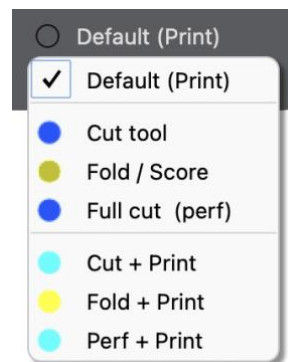 Default (Print)
Default (Print)
Cut tool
Fold / Score
Full cut (perf)
Cut + Print
Fold + Print
Perf + Print